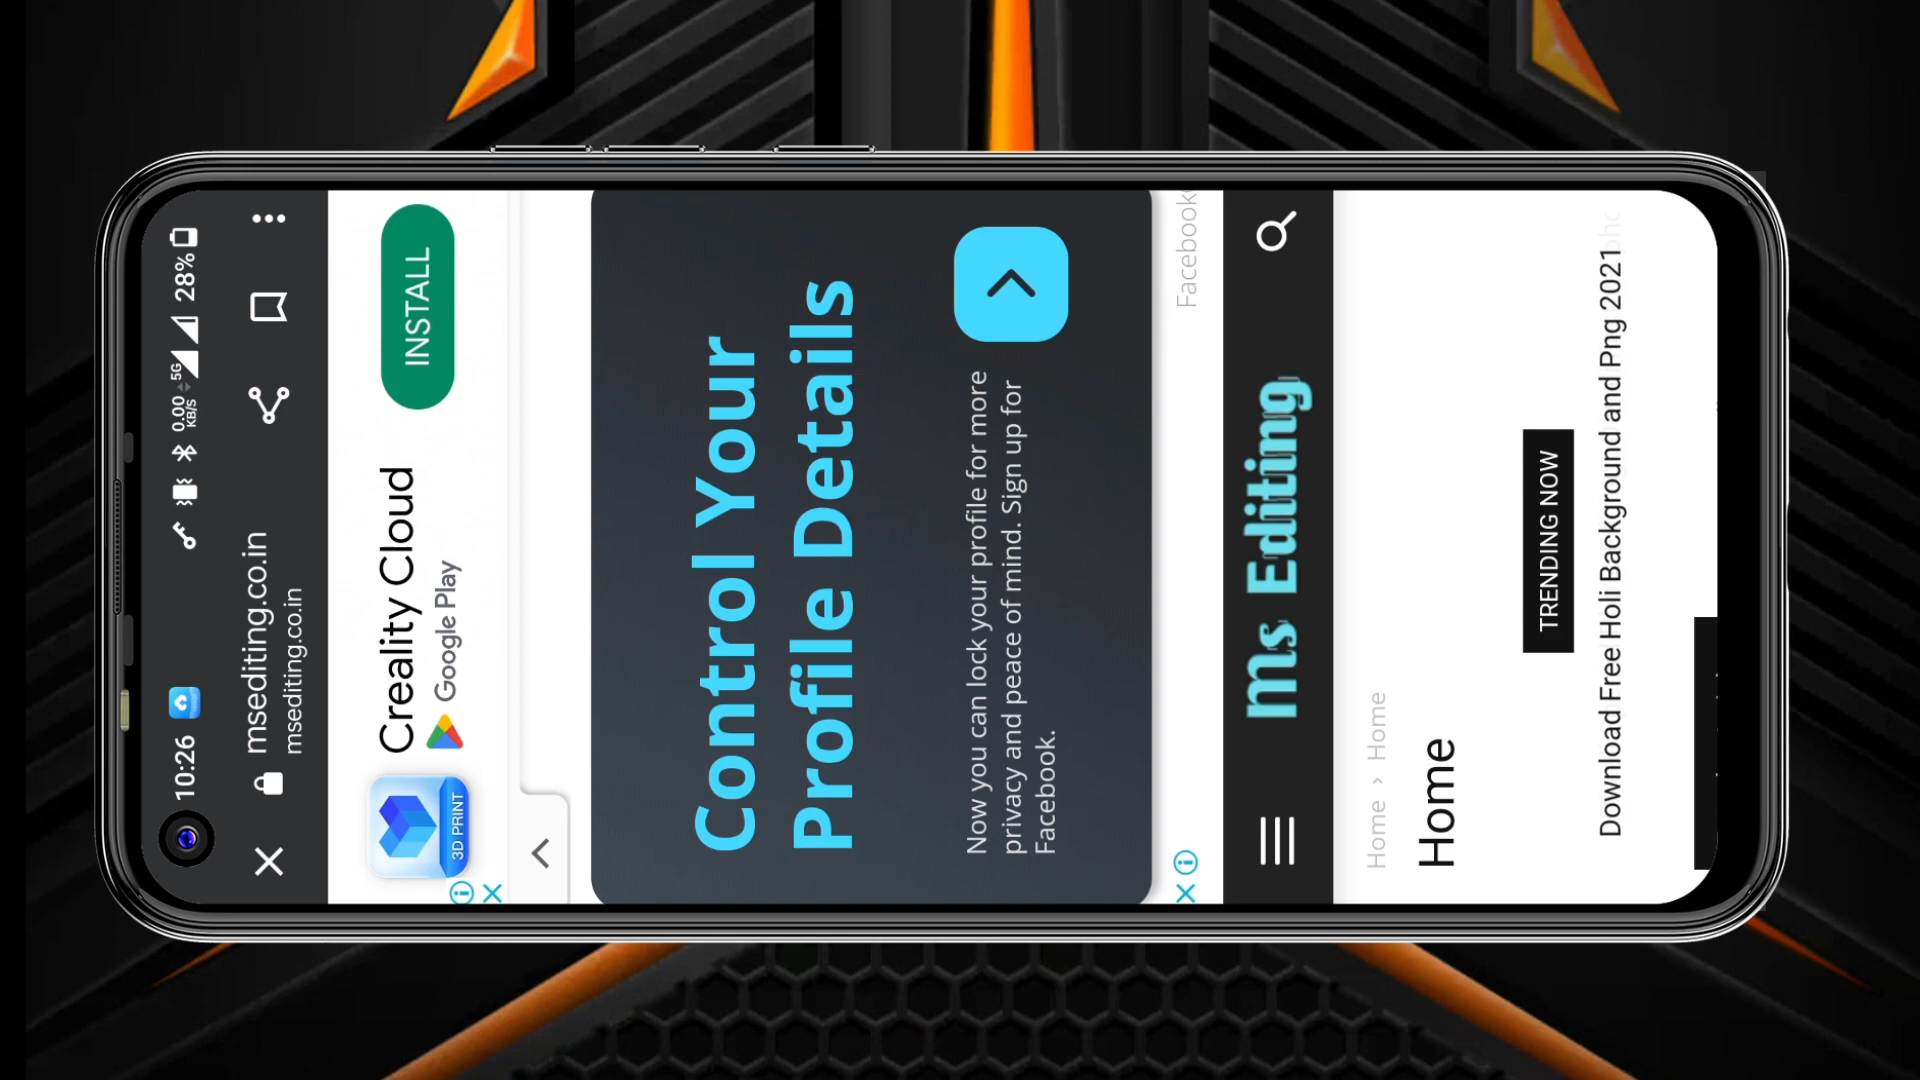 10:26
0.00
KB/S
5G
28%
msediting.co.in
msediting.co.in
3D PRINT
Creality Cloud
Google Play
INSTALL
Control Your
Profile Details
Now you can lock your profile for more
privacy and peace of mind. Sign up for
Facebook.
Facebook
Ms Editing
Home > Home
Home
TRENDING NOW
Download Free Holi Background and Png 2021